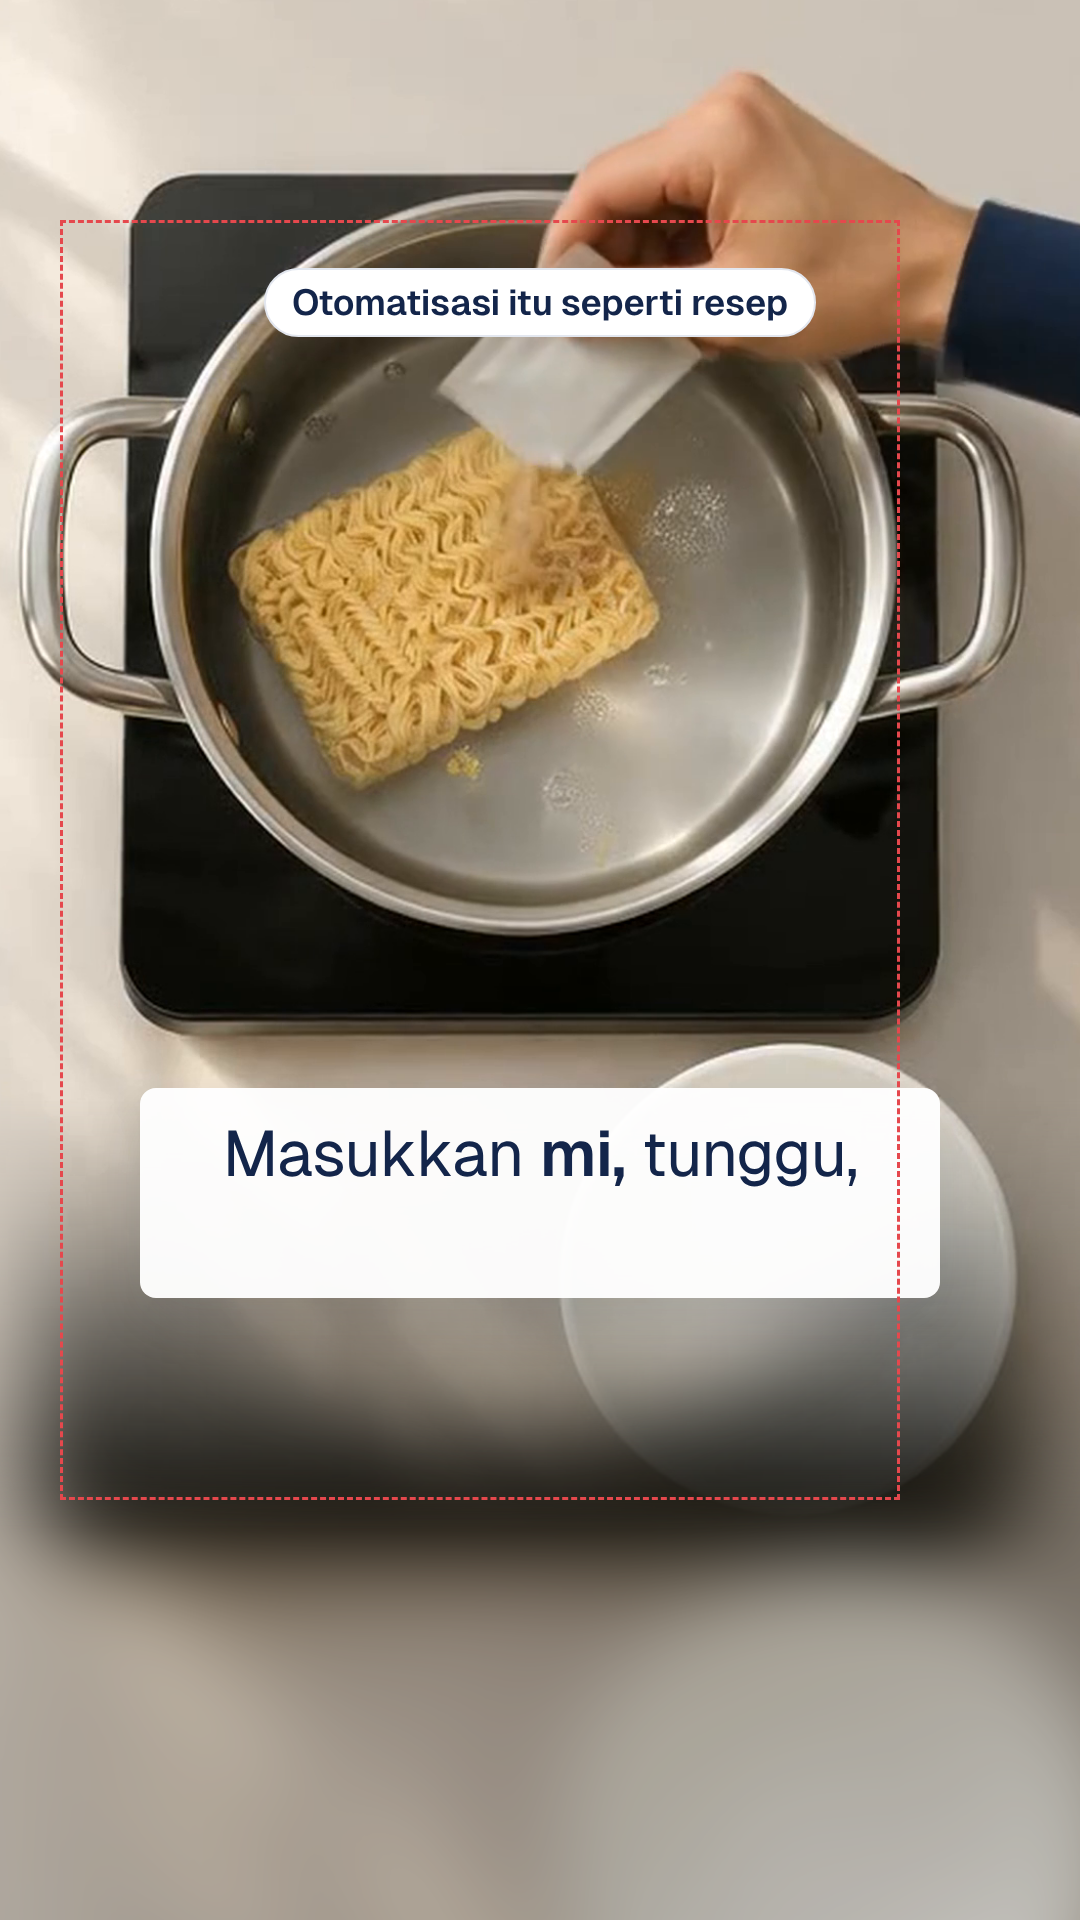 Otomatisasi itu seperti resep
Masukkan mi, tunggu,